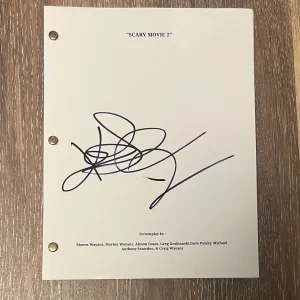 "SCARY MOVIE 2"
Screenplay by
Shawn Wayans, Marlon Wayans, Alyson Fouse, Greg Grabianski Dave Polsky, Michael
Anthony Snowden, & Craig Wayans